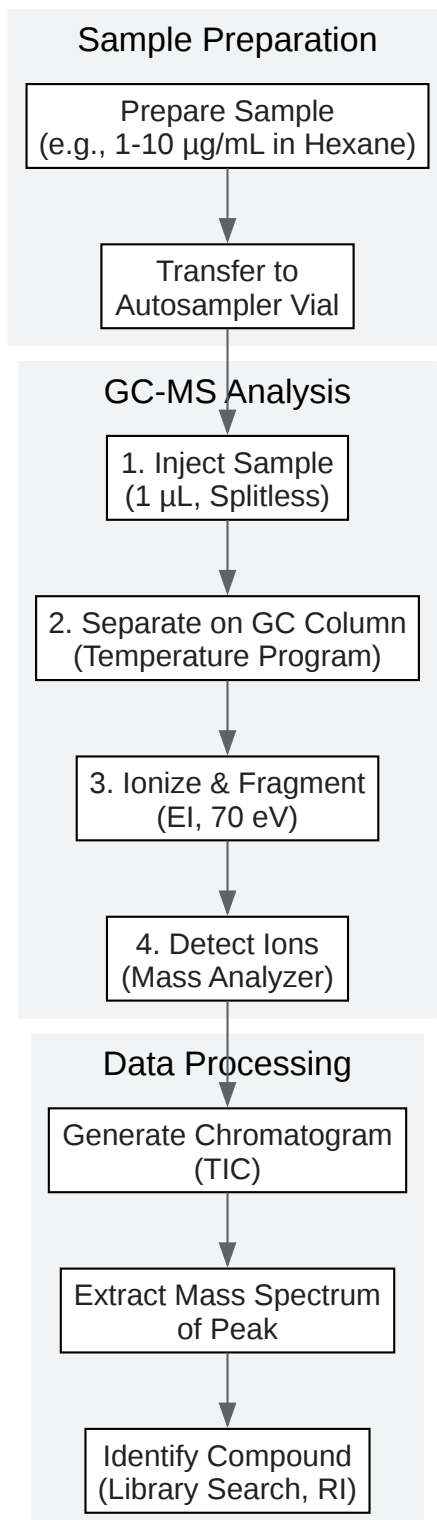 Sample Preparation
Prepare Sample
(e.g., 1-10 µg/mL in Hexane)
Transfer to
Autosampler Vial
GC-MS Analysis
1. Inject Sample
(1 µL, Splitless)
2. Separate on GC Column
(Temperature Program)
3. Ionize & Fragment
(EI, 70 eV)
4. Detect Ions
(Mass Analyzer)
Data Processing
Generate Chromatogram
(TIC)
Extract Mass Spectrum
of Peak
Identify Compound
(Library Search, RI)